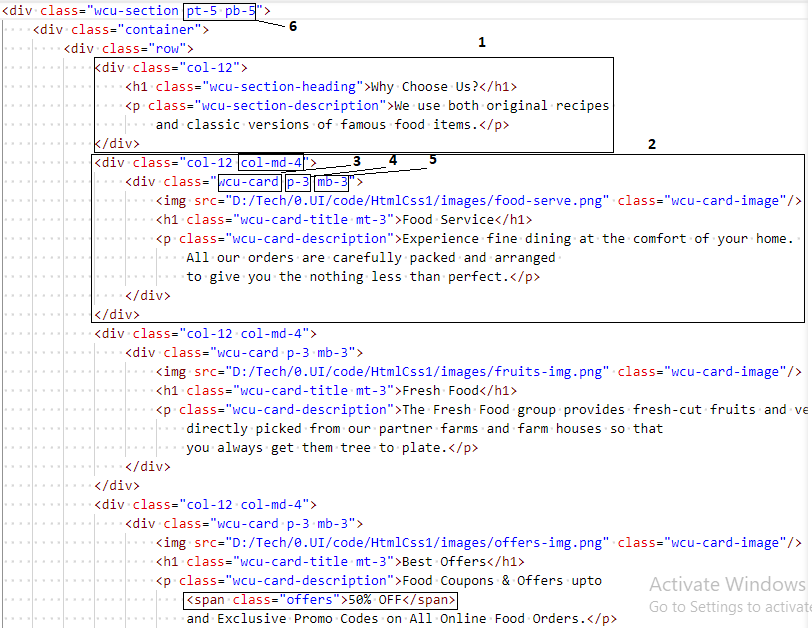 <div class="wcu-section pt-5 pb-5">
<div class="container"> 6
<div class="row"> 1
<div class="col-12">
<h1 class="wcu-section-heading">Why Choose Us?</h1>
<p class="wcu-section-description">We use both original recipes
and classic versions of famous food items.</p>
</div> 2
<div class="col-12 col-md-4"> 3 4 5
<div class="wcu-card p-3 mb-3">
<img src="D:/Tech/0.UI/code/HtmlCss1/images/food-serve.png" class="wcu-card-image"/>
<h1 class="wcu-card-title mt-3">Food Service</h1>
<p class="wcu-card-description">Experience fine dining at the comfort of your home.
All our orders are carefully packed and arranged
to give you the nothing less than perfect.</p>
</div>
</div>
<div class="col-12 col-md-4">
<div class="wcu-card p-3 mb-3">
<img src="D:/Tech/0.UI/code/HtmlCss1/images/fruits-img.png" class="wcu-card-image"/>
<h1 class="wcu-card-title mt-3">Fresh Food</h1>
<p class="wcu-card-description">The Fresh Food group provides fresh-cut fruits and ve
directly picked from our partner farms and farm houses so that
you always get them tree to plate.</p>
</div>
</div>
<div class="col-12 col-md-4">
<div class="wcu-card p-3 mb-3">
<img src="D:/Tech/0.UI/code/HtmlCss1/images/offers-img.png" class="wcu-card-image"/>
<h1 class="wcu-card-title mt-3">Best Offers</h1>
<p class="wcu-card-description">Food Coupons & Offers upto
<span class="offers">50% OFF</span>
and Exclusive Promo Codes on All Online Food Orders.</p>
Activate Windows
Go to Settings to activate